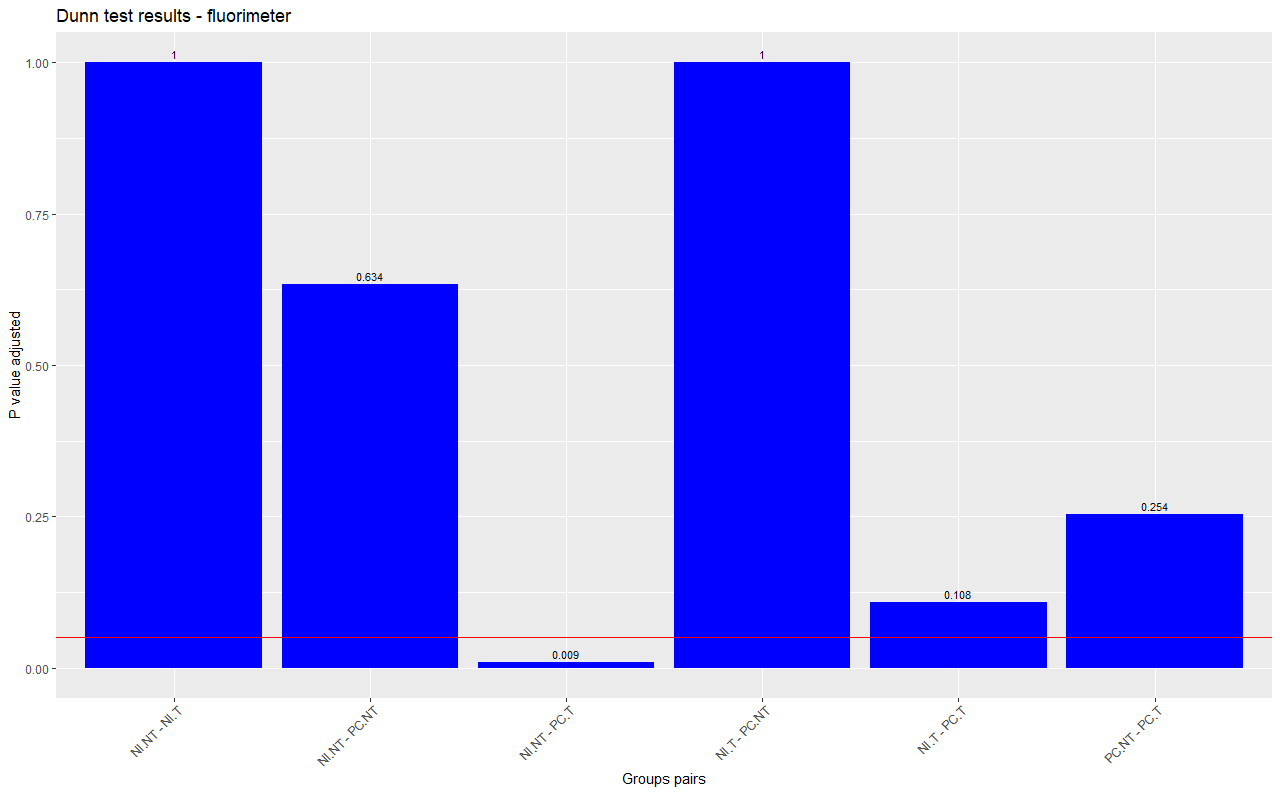 Dunn test results - fluorimeter
P value adjusted
1.00
0.75
0.50
0.25
0.00
1
0.634
0.009
1
0.108
0.254
NI.NT - NI.T
NI.NT - PC.NT
NI.NT - PC.T
NI.T - PC.NT
NI.T - PC.T
PC.NT - PC.T
Groups pairs